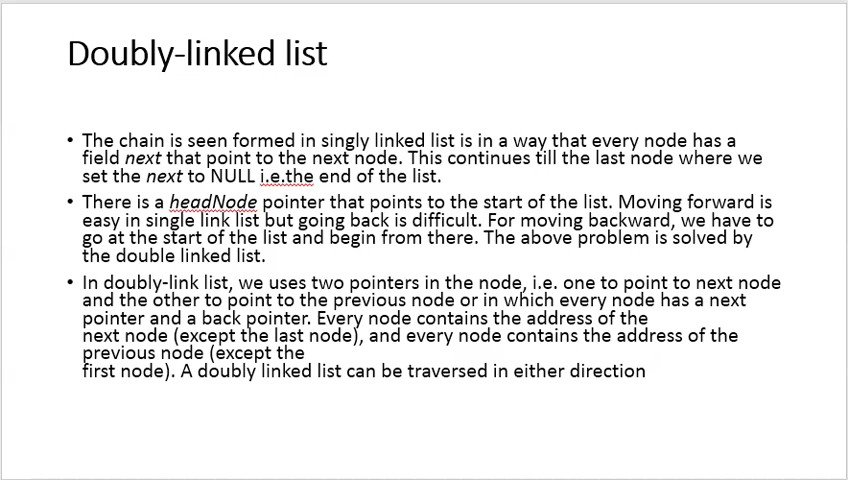 Doubly-linked list
• The chain is seen formed in singly linked list is in a way that every node has a
field next that point to the next node. This continues till the last node where we
set the next to NULL i.e.the end of the list.
• There is a headNode pointer that points to the start of the list. Moving forward is
easy in single link list but going back is difficult. For moving backward, we have to
go at the start of the list and begin from there. The above problem is solved by
the double linked list.
• In doubly-link list, we uses two pointers in the node, i.e. one to point to next node
and the other to point to the previous node or in which every node has a next
pointer and a back pointer. Every node contains the address of the
next node (except the last node), and every node contains the address of the
previous node (except the
first node). A doubly linked list can be traversed in either direction